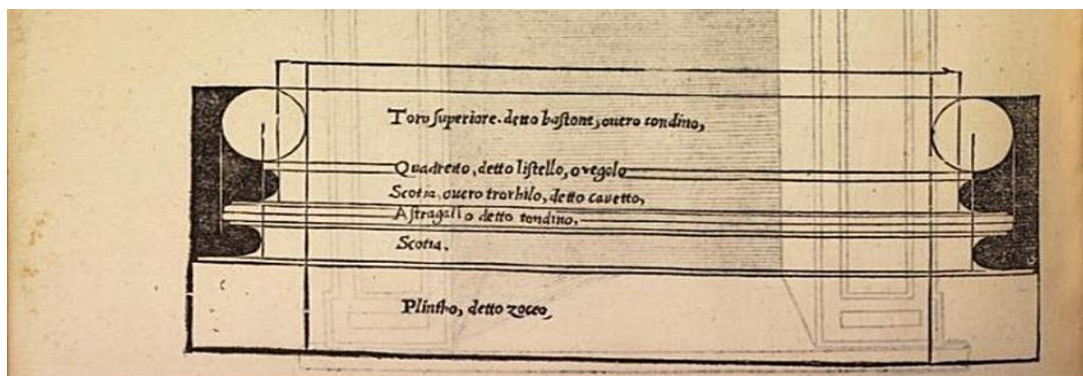 Toro ſuperiore. detto baſtone, ouero tondino,
Quadretto, detto liſtello, o regolo
Scotia, ouero trochilo, detto cauetto,
Aſtragallo detto tondino.
Scotia.
Plintho, detto zocco,